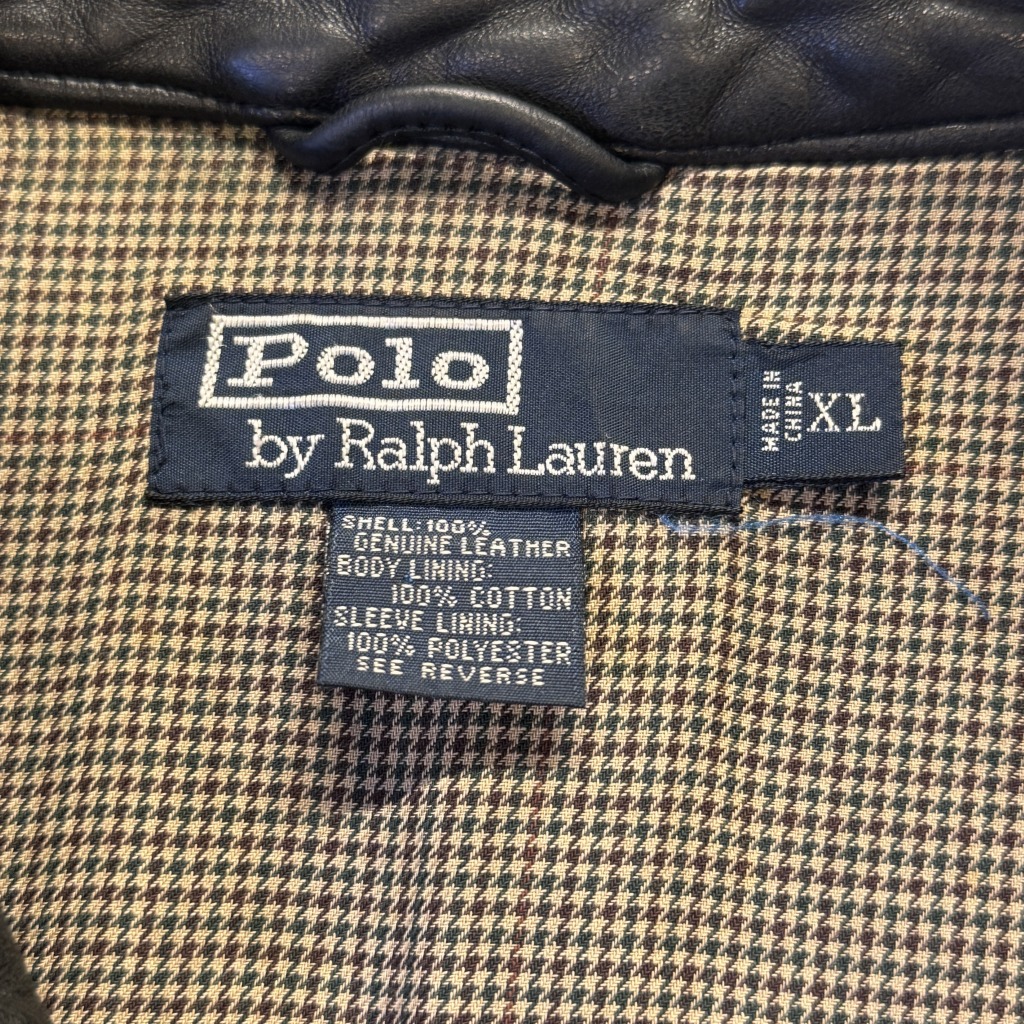 Polo
by Ralph Lauren
MADE IN
CHINA
XL
SHELL:100%
GENUINE LEATHER
BODY LINING:
100% COTTON
SLEEVE LINING:
100% POLYESTER
SEE REVERSE